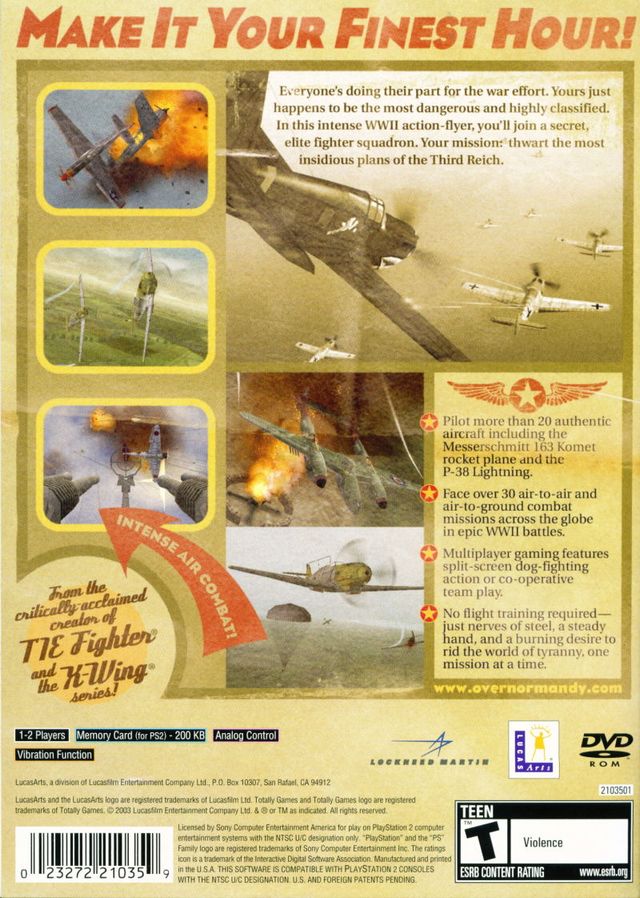 MAKE IT YOUR FINEST HOUR!
Everyone's doing their part for the war effort. Yours just
happens to be the most dangerous and highly classified.
In this intense WWII action-flyer, you'll join a secret,
elite fighter squadron. Your mission: thwart the most
insidious plans of the Third Reich.
Pilot more than 20 authentic
aircraft including the
Messerschmitt 163 Komet
rocket plane and the
P-38 Lightning.
Face over 30 air-to-air and
air-to-ground combat
missions across the globe
in epic WWII battles.
Multiplayer gaming features
split-screen dog-fighting
action or co-operative
team play.
No flight training required—
just nerves of steel, a steady
hand, and a burning desire to
rid the world of tyranny, one
mission at a time.
www.overnormandy.com
INTENSE AIR COMBAT!
From the
critically-acclaimed
creator of
TIE Fighter®
and
the X-Wing®
series!
1-2 Players
Memory Card (for PS2) - 200 KB
Analog Control
Vibration Function
LOCKHEED MARTIN
LUCAS
Arts
DVD
ROM
2103501
LucasArts, a division of Lucasfilm Entertainment Company Ltd., P.O. Box 10307, San Rafael, CA 94912
LucasArts and the LucasArts logo are registered trademarks of Lucasfilm Ltd. Totally Games and Totally Games logo are registered
trademarks of Totally Games. © 2003 Lucasfilm Entertainment Company Ltd. & ® or TM as indicated. All rights reserved.
Licensed by Sony Computer Entertainment America for play on PlayStation 2 computer
entertainment systems with the NTSC U/C designation only. "PlayStation" and the "PS"
Family logo are registered trademarks of Sony Computer Entertainment Inc. The ratings
icon is a trademark of the Interactive Digital Software Association. Manufactured and printed
in the U.S.A. THIS SOFTWARE IS COMPATIBLE WITH PLAYSTATION 2 CONSOLES
WITH THE NTSC U/C DESIGNATION. U.S. AND FOREIGN PATENTS PENDING.
0 23272 21035 9
TEEN
T
TM
Violence
ESRB CONTENT RATING
www.esrb.org